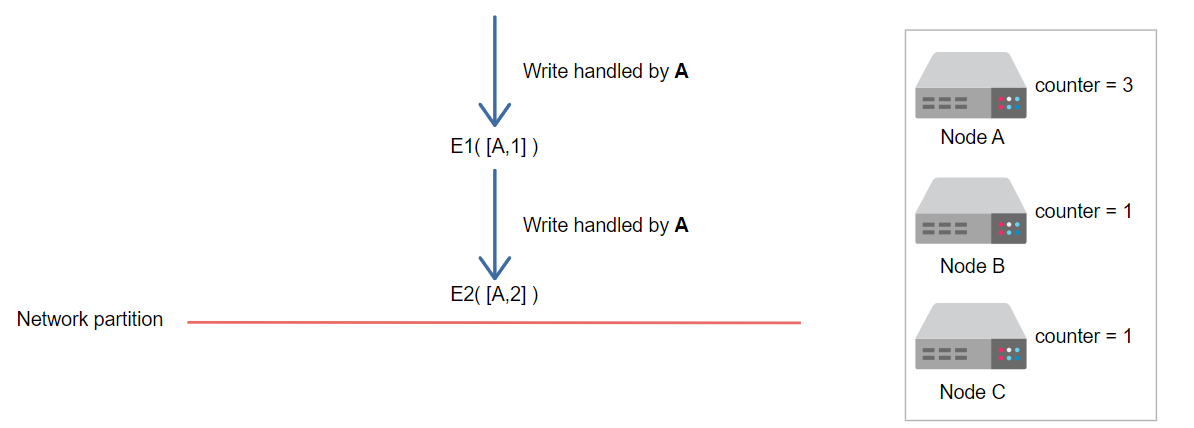 Write handled by A
E1( [A,1] )
Write handled by A
E2( [A,2] )
Network partition
counter = 3
Node A
counter = 1
Node B
counter = 1
Node C